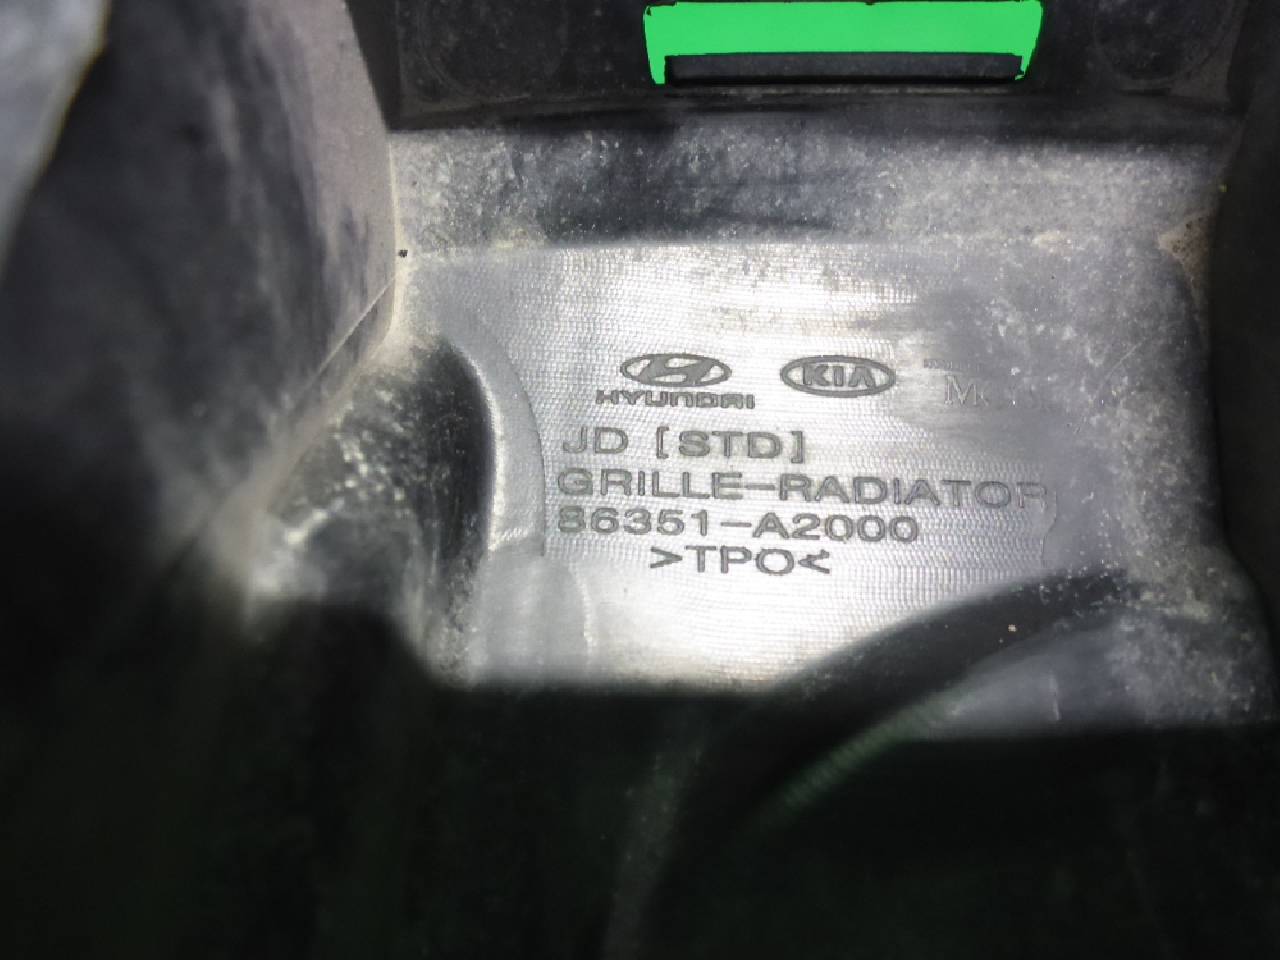 HYUNDAI KIA
JD [STD]
GRILLE-RADIATOR
86351-A2000
>TPO<